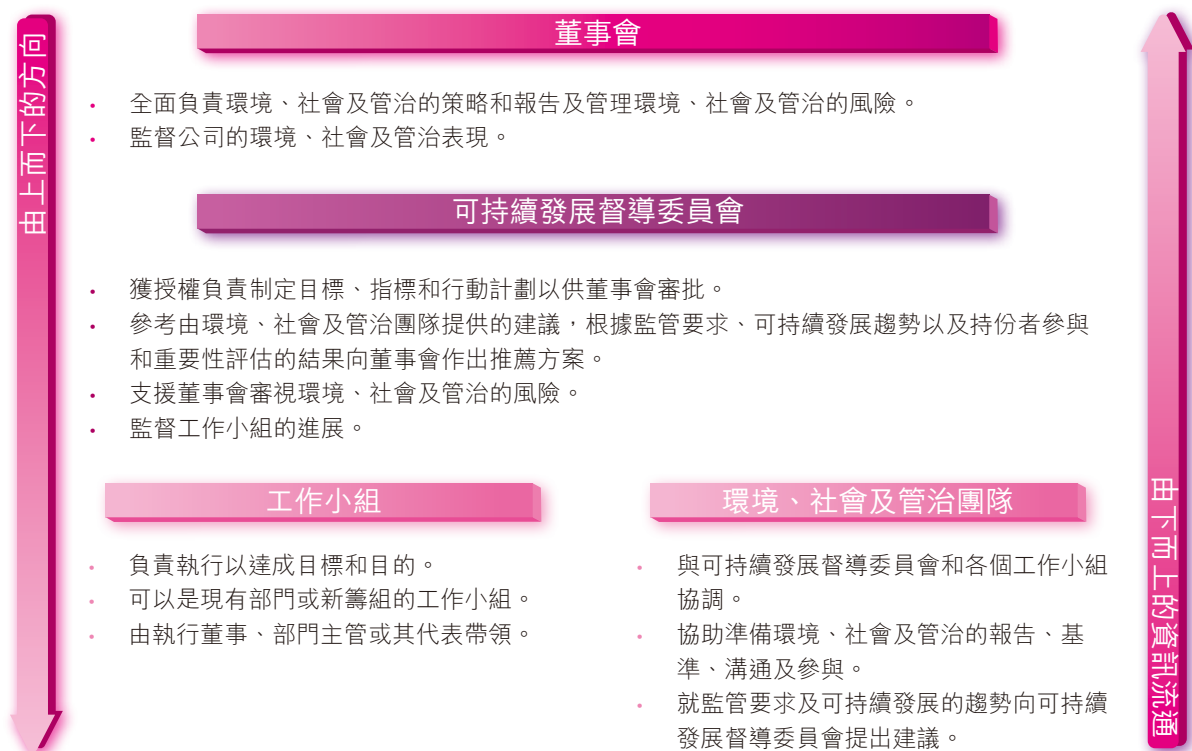 由上而下的方向
董事會
• 全面負責環境、社會及管治的策略和報告及管理環境、社會及管治的風險。
• 監督公司的環境、社會及管治表現。
可持續發展督導委員會
• 獲授權負責制定目標、指標和行動計劃以供董事會審批。
• 參考由環境、社會及管治團隊提供的建議，根據監管要求、可持續發展趨勢以及持份者參與
和重要性評估的結果向董事會作出推薦方案。
• 支援董事會審視環境、社會及管治的風險。
• 監督工作小組的進展。
工作小組
• 負責執行以達成目標和目的。
• 可以是現有部門或新籌組的工作小組。
• 由執行董事、部門主管或其代表帶領。
環境、社會及管治團隊
• 與可持續發展督導委員會和各個工作小組
協調。
• 協助準備環境、社會及管治的報告、基
準、溝通及參與。
• 就監管要求及可持續發展的趨勢向可持續
發展督導委員會提出建議。
由下而上的資訊流通